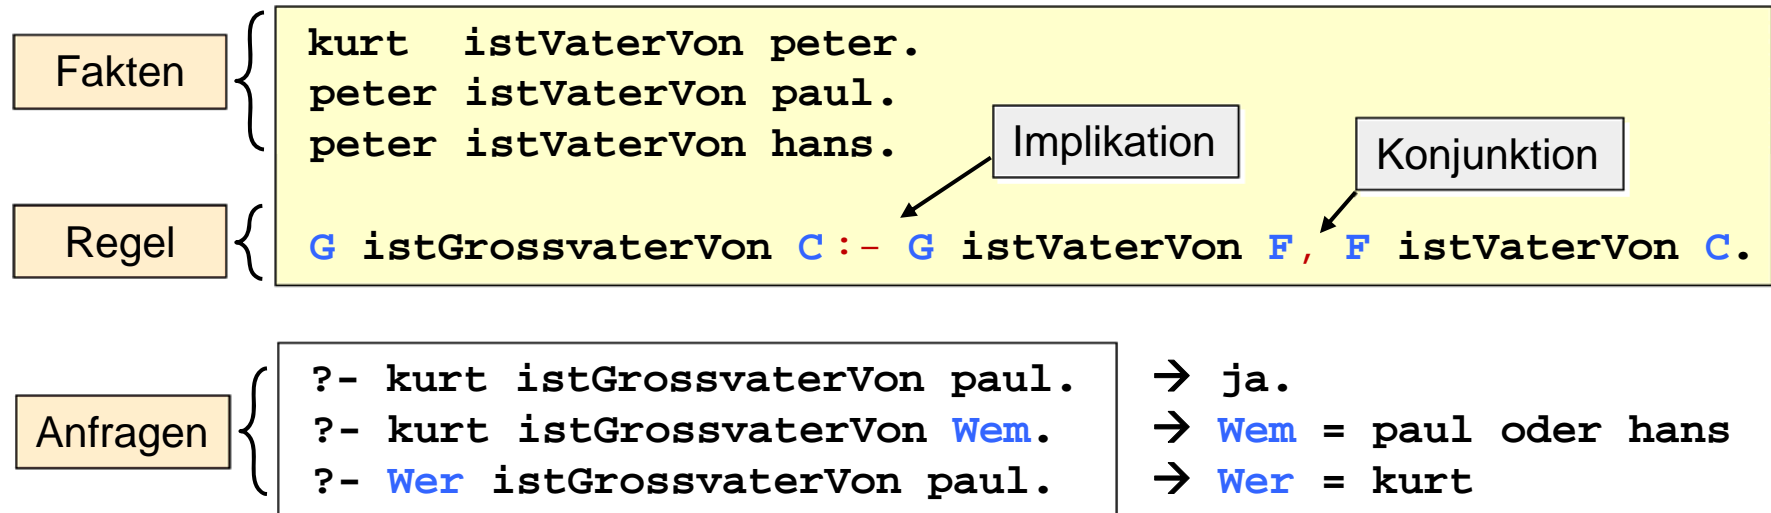 Fakten
kurt  istVaterVon peter.
peter istVaterVon paul.
peter istVaterVon hans.
Implikation
Konjunktion
Regel
G istGrossvaterVon C :- G istVaterVon F, F istVaterVon C.
Anfragen
?- kurt istGrossvaterVon paul. → ja.
?- kurt istGrossvaterVon Wem. → Wem = paul oder hans
?- Wer istGrossvaterVon paul. → Wer = kurt